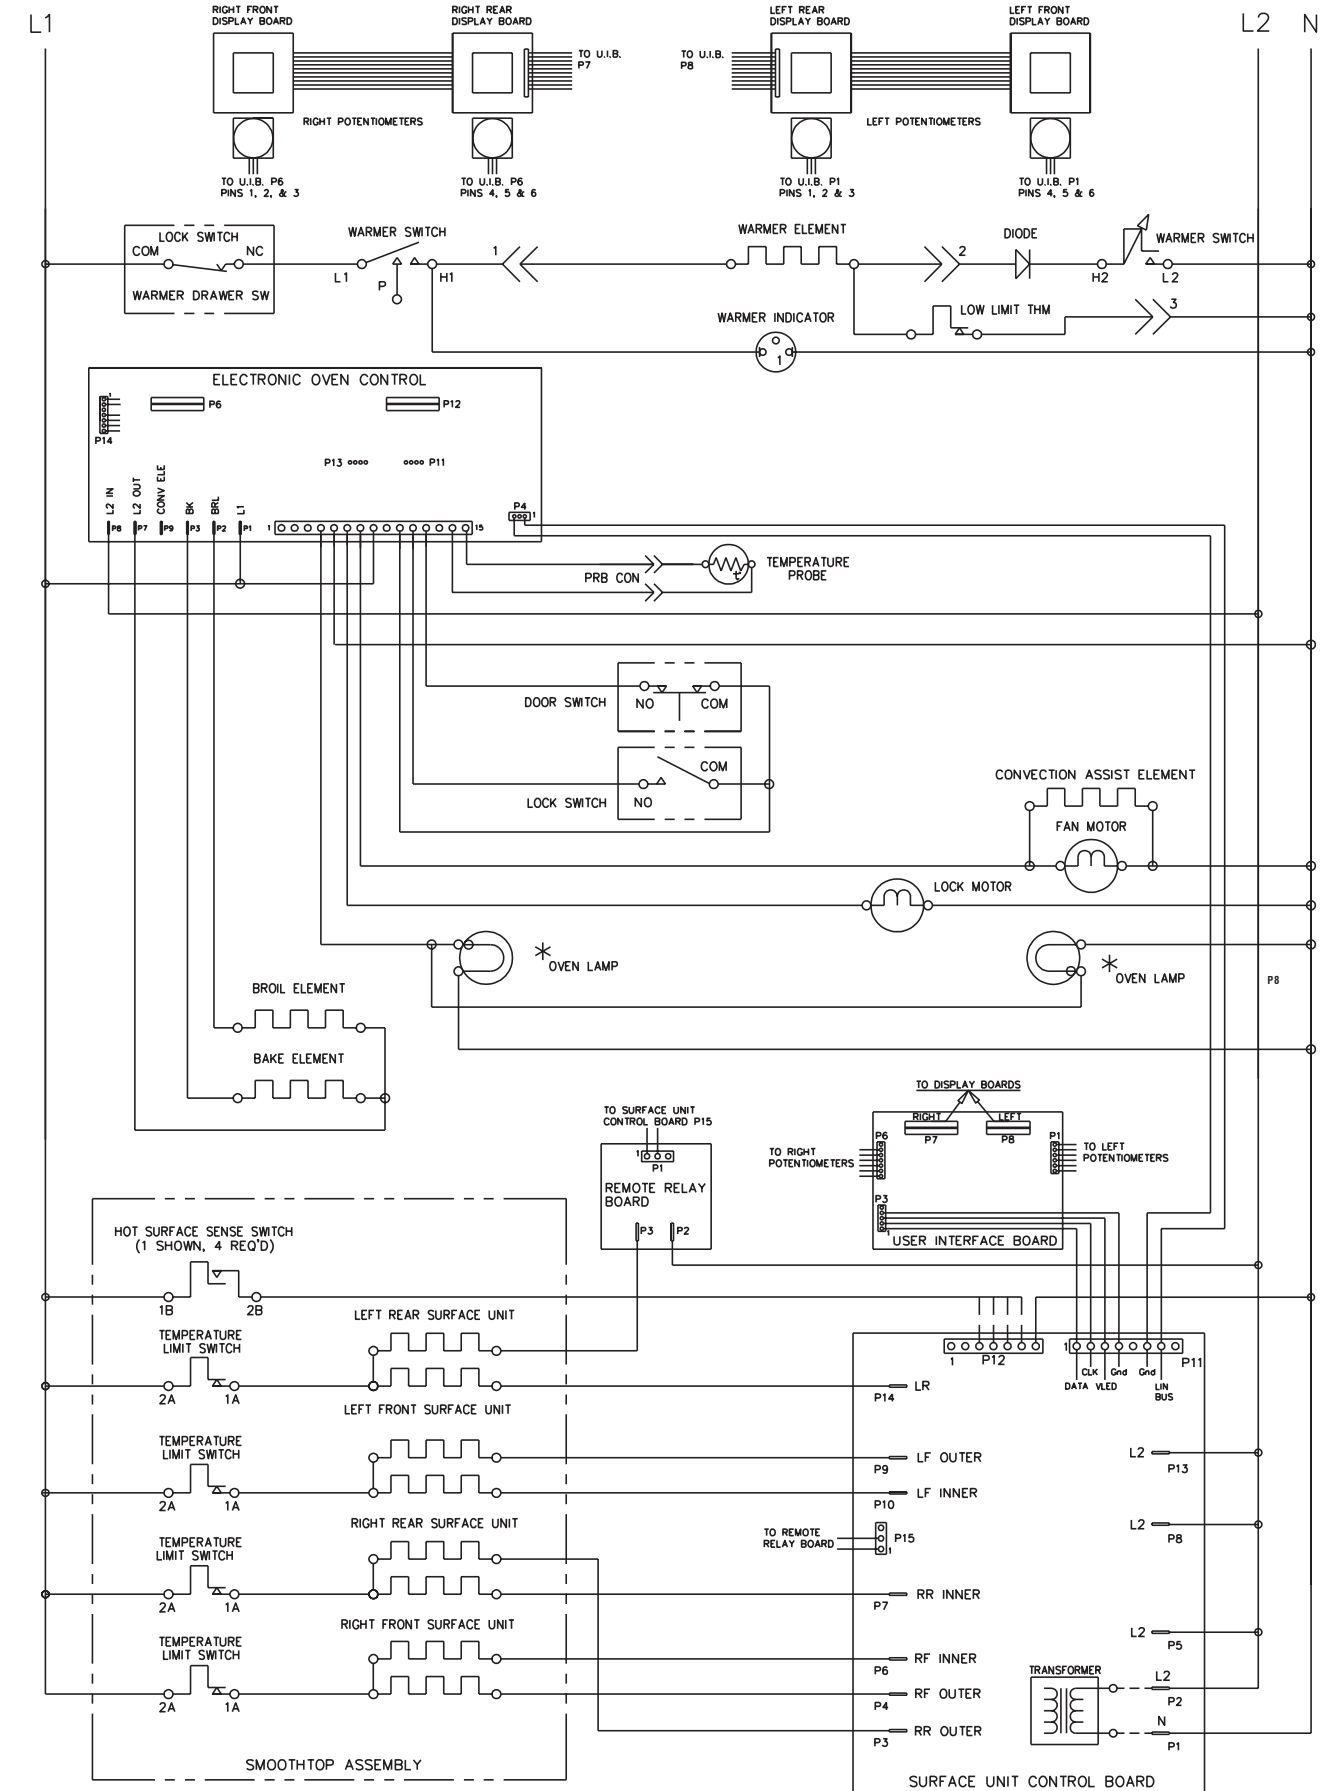 L1
L2
N
RIGHT FRONT
DISPLAY BOARD
RIGHT REAR
DISPLAY BOARD
LEFT REAR
DISPLAY BOARD
LEFT FRONT
DISPLAY BOARD
TO U.I.B.
P7
TO U.I.B.
P8
RIGHT POTENTIOMETERS
LEFT POTENTIOMETERS
TO U.I.B. P6
PINS 1, 2, & 3
TO U.I.B. P6
PINS 4, 5 & 6
TO U.I.B. P1
PINS 1, 2 & 3
TO U.I.B. P1
PINS 4, 5 & 6
LOCK SWITCH
COM
NC
WARMER DRAWER SW
WARMER SWITCH
L1
P
H1
1
WARMER ELEMENT
2
DIODE
WARMER SWITCH
H2
L2
LOW LIMIT THM
3
WARMER INDICATOR
1
ELECTRONIC OVEN CONTROL
1
P14
P6
P12
P13
P11
L2 IN
L2 OUT
CONV ELE
BK
BRL
L1
P8
P7
P9
P3
P2
P1
1
15
P4
1
PRB CON
t
TEMPERATURE
PROBE
DOOR SWITCH
NO
COM
LOCK SWITCH
NO
COM
CONVECTION ASSIST ELEMENT
FAN MOTOR
LOCK MOTOR
OVEN LAMP
OVEN LAMP
P8
BROIL ELEMENT
BAKE ELEMENT
TO SURFACE UNIT
CONTROL BOARD P15
1
P1
REMOTE RELAY
BOARD
P3
P2
TO DISPLAY BOARDS
RIGHT
LEFT
P7
P8
P6
P1
TO RIGHT
POTENTIOMETERS
TO LEFT
POTENTIOMETERS
P3
1
USER INTERFACE BOARD
HOT SURFACE SENSE SWITCH
(1 SHOWN, 4 REQ'D)
1B
2B
LEFT REAR SURFACE UNIT
TEMPERATURE
LIMIT SWITCH
2A
1A
LEFT FRONT SURFACE UNIT
TEMPERATURE
LIMIT SWITCH
2A
1A
RIGHT REAR SURFACE UNIT
TEMPERATURE
LIMIT SWITCH
2A
1A
RIGHT FRONT SURFACE UNIT
TEMPERATURE
LIMIT SWITCH
2A
1A
SMOOTHTOP ASSEMBLY
1
P12
1
P11
CLK
Gnd
Gnd
DATA
VLED
LIN
BUS
P14
LR
P9
LF OUTER
P10
LF INNER
TO REMOTE
RELAY BOARD
P15
1
P7
RR INNER
P6
RF INNER
P4
RF OUTER
P3
RR OUTER
L2
P13
L2
P8
L2
P5
TRANSFORMER
L2
P2
N
P1
SURFACE UNIT CONTROL BOARD